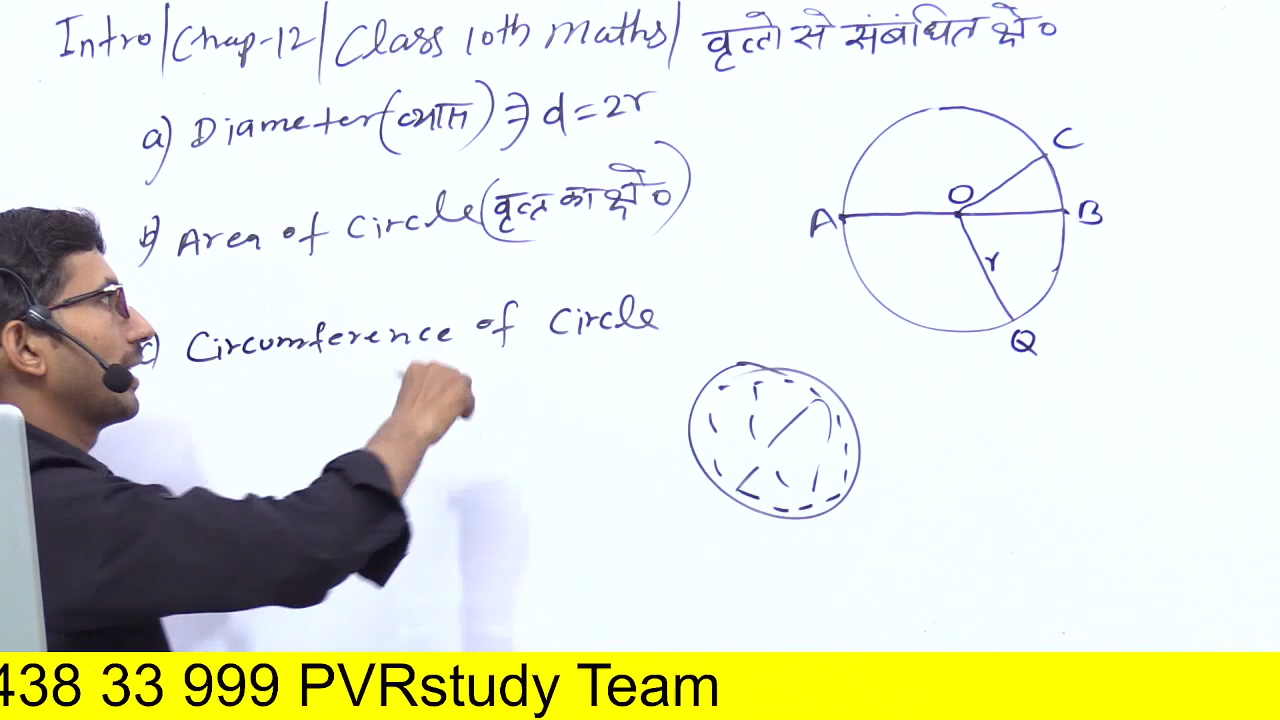 Intro/Chap-12/Class 10th Maths/ वृत्तो से संबंधित क्षे०
a) Diameter (व्यास) ⇒ d = 2r
b) Area of Circle (वृत्त का क्षे०)
c) Circumference of Circle
C
O
A
B
r
Q
438 33 999 PVRstudy Team